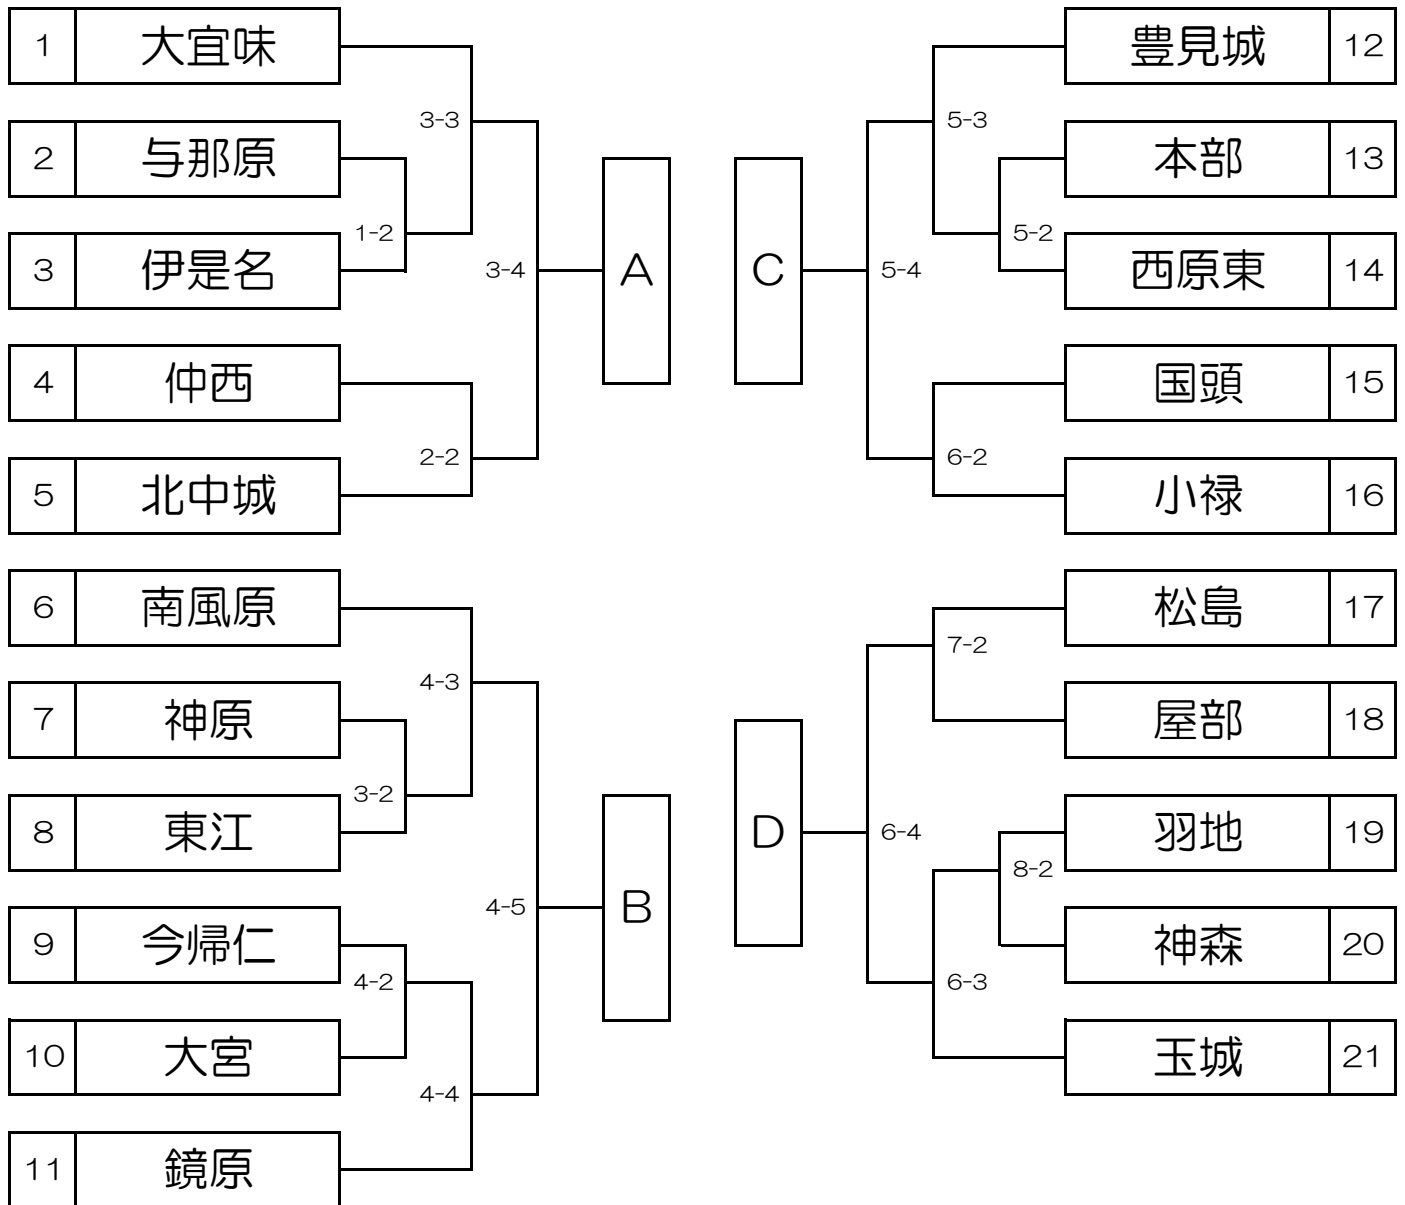 1 大宜味
2 与那原
3 伊是名
4 仲西
5 北中城
6 南風原
7 神原
8 東江
9 今帰仁
10 大宮
11 鏡原
3-3
1-2
3-4
2-2
A
4-3
3-2
4-5
4-2
4-4
B
C
5-4
5-3
5-2
6-2
D
6-4
7-2
8-2
6-3
豊見城 12
本部 13
西原東 14
国頭 15
小禄 16
松島 17
屋部 18
羽地 19
神森 20
玉城 21